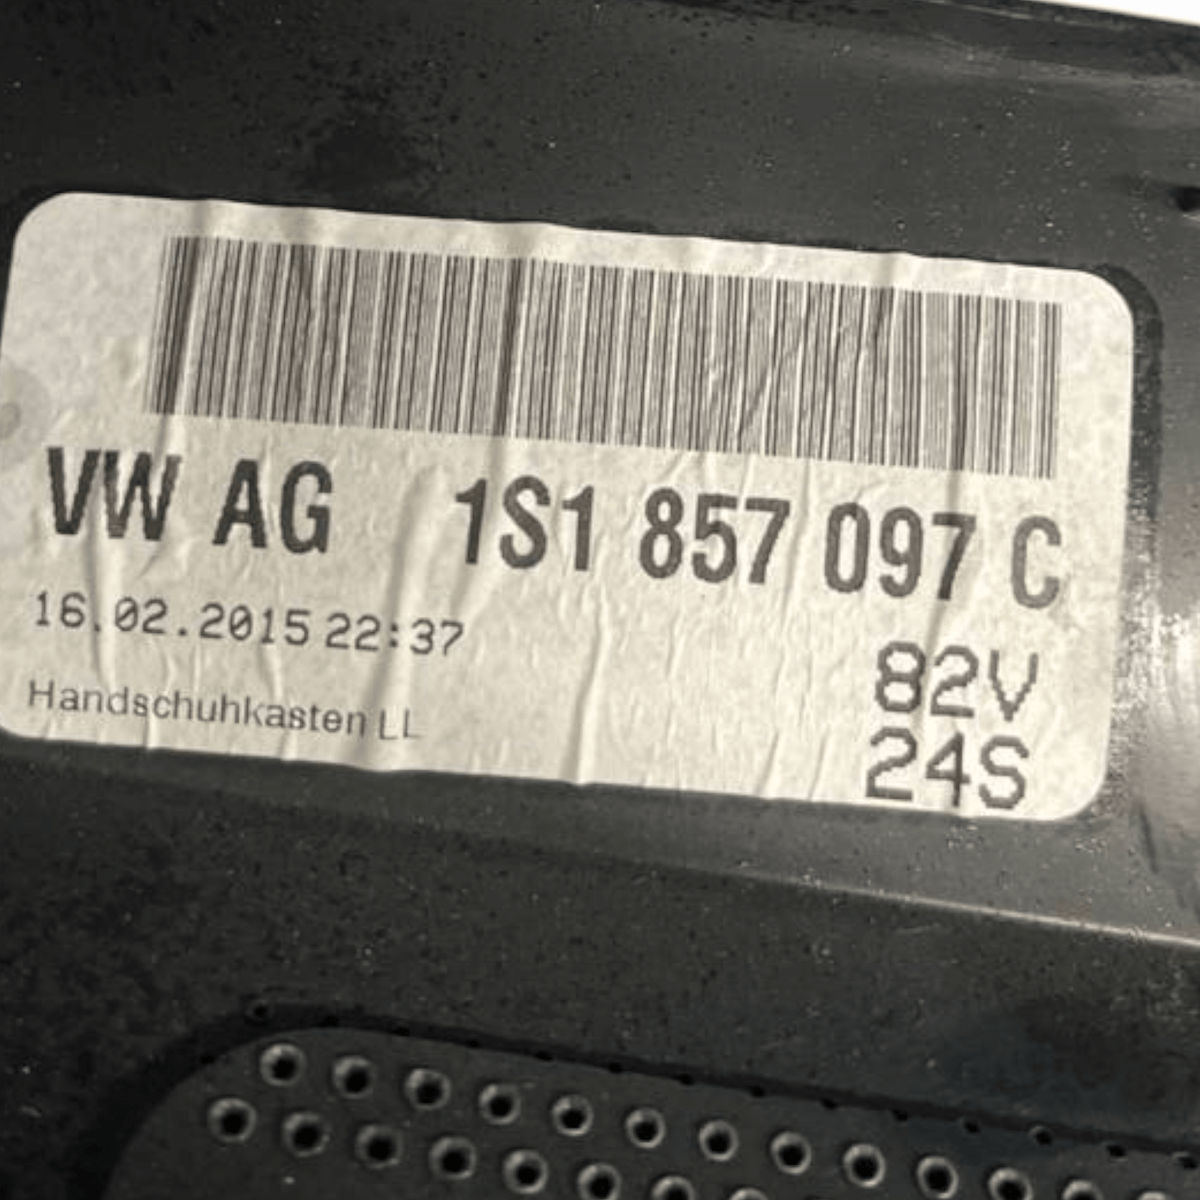 VW AG 1S1 857 097 C
16.02.2015 22:37
82V
Handschuhkasten LL
24S